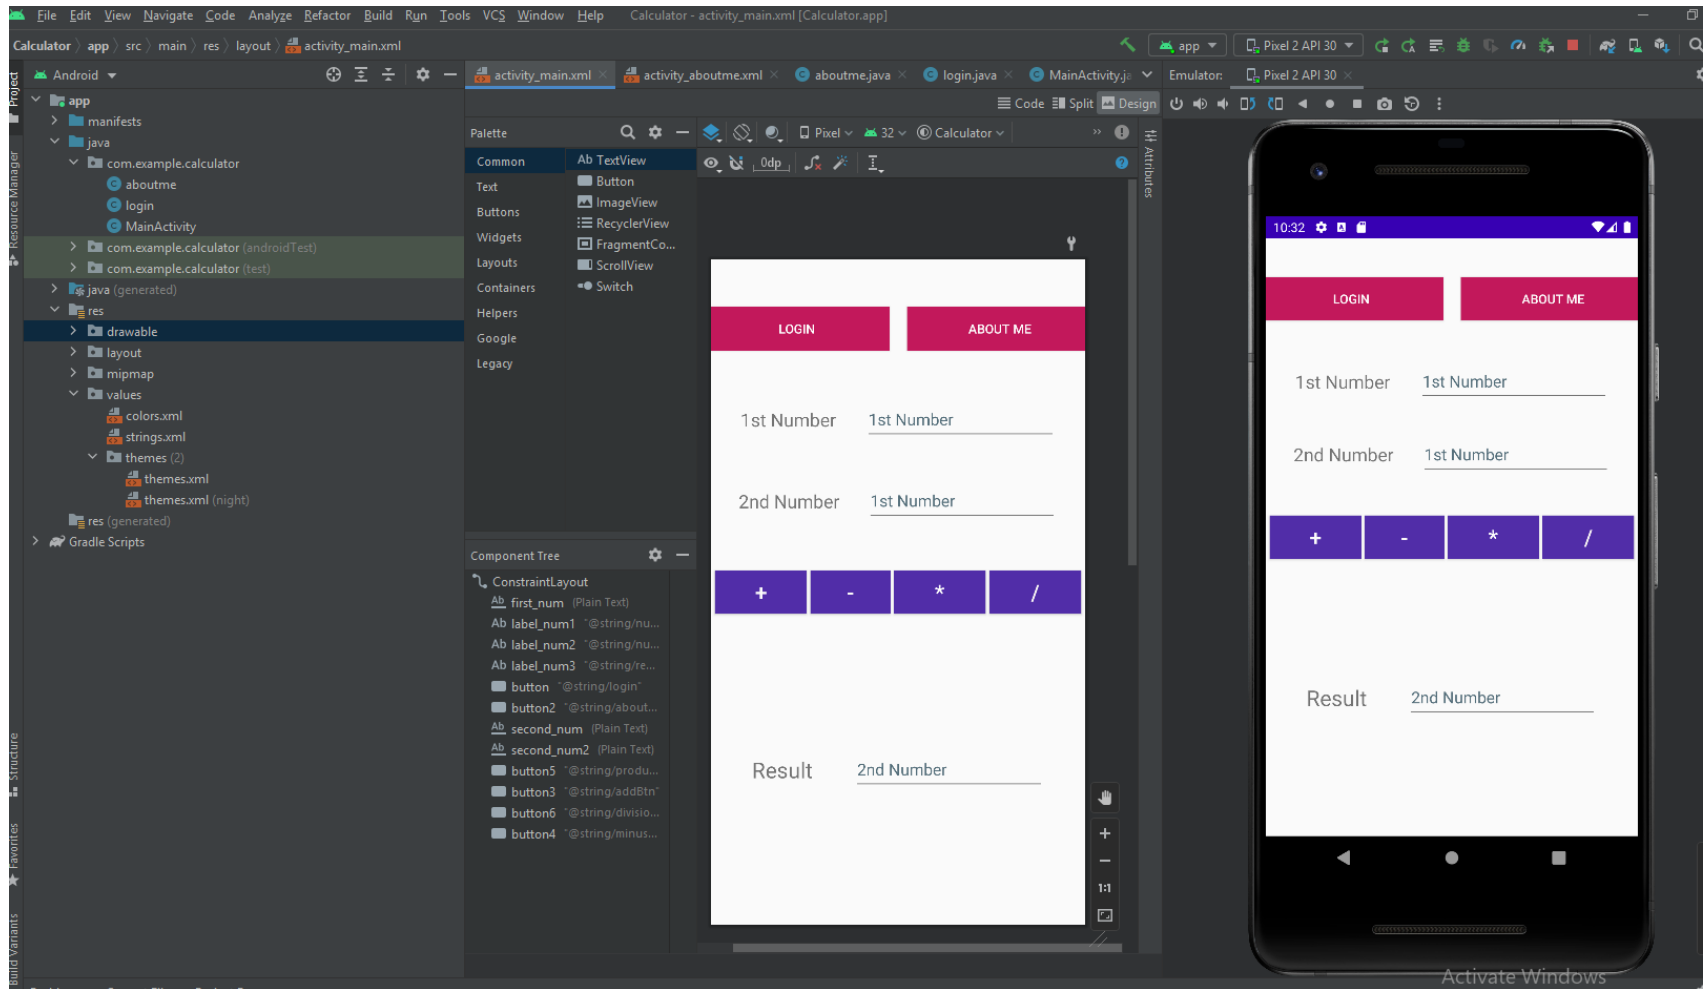 File Edit View Navigate Code Analyze Refactor Build Run Tools VCS Window Help Calculator - activity_main.xml [Calculator.app]
Calculator app src main res layout activity_main.xml app Pixel 2 API 30
Project
Resource Manager
Structure
Favorites
Build Variants
Android
app
manifests
java
com.example.calculator
aboutme
login
MainActivity
com.example.calculator (androidTest)
com.example.calculator (test)
java (generated)
res
drawable
layout
mipmap
values
colors.xml
strings.xml
themes (2)
themes.xml
themes.xml (night)
res (generated)
Gradle Scripts
activity_main.xml activity_aboutme.xml aboutme.java login.java MainActivity.ja
Code Split Design
Palette
Common
Text
Buttons
Widgets
Layouts
Containers
Helpers
Google
Legacy
Ab TextView
Button
ImageView
RecyclerView
FragmentCo...
ScrollView
Switch
Component Tree
ConstraintLayout
Ab first_num (Plain Text)
Ab label_num1 "@string/nu...
Ab label_num2 "@string/nu...
Ab label_num3 "@string/re...
button "@string/login"
button2 "@string/about...
Ab second_num (Plain Text)
Ab second_num2 (Plain Text)
button5 "@string/produ...
button3 "@string/addBtn"
button6 "@string/divisio...
button4 "@string/minus...
Pixel 32 Calculator
0dp
Attributes
LOGIN ABOUT ME
1st Number 1st Number
2nd Number 1st Number
+ - * /
Result 2nd Number
1:1
Emulator: Pixel 2 API 30
10:32
LOGIN ABOUT ME
1st Number 1st Number
2nd Number 1st Number
+ - * /
Result 2nd Number
Activate Windows